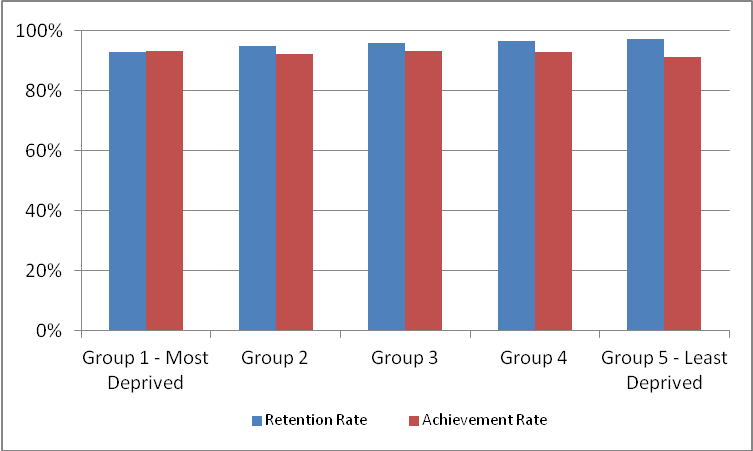 100%
80%
60%
40%
20%
0%
Group 1 - Most
Deprived
Group 2
Group 3
Group 4
Group 5 - Least
Deprived
Retention Rate
Achievement Rate